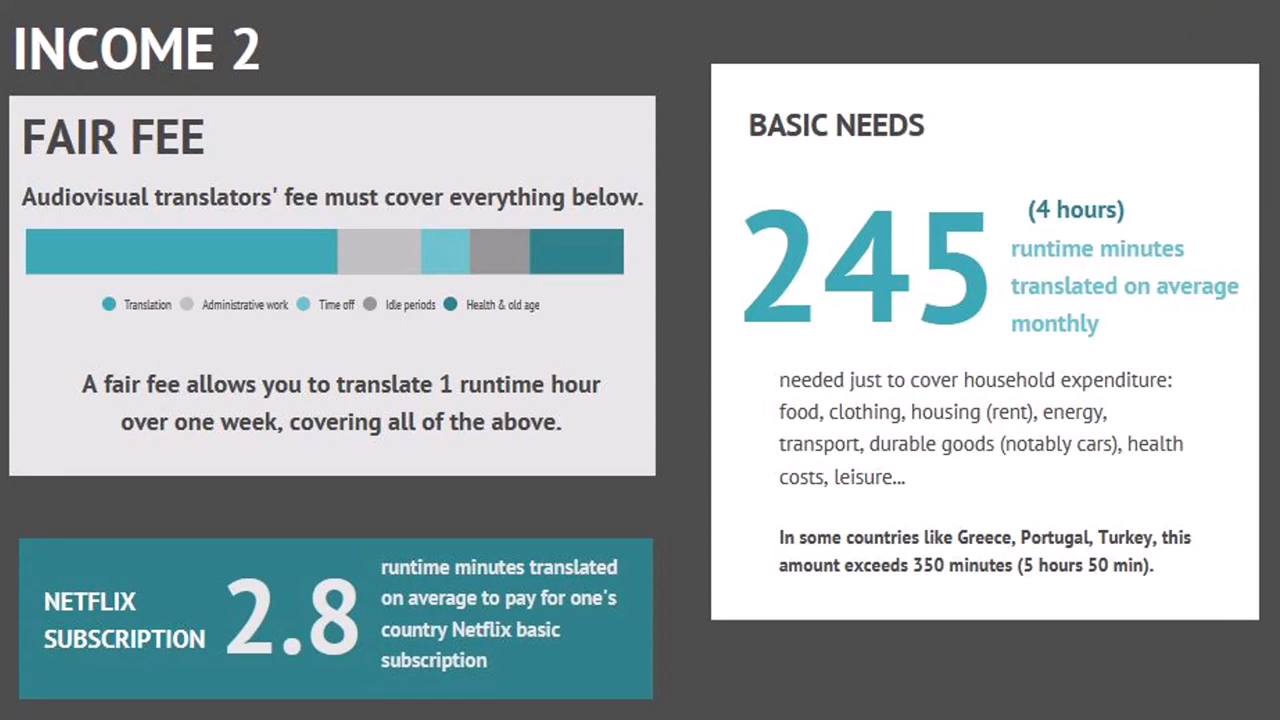 INCOME 2
FAIR FEE
Audiovisual translators' fee must cover everything below.
Translation Administrative work Time off Idle periods Health & old age
A fair fee allows you to translate 1 runtime hour
over one week, covering all of the above.
NETFLIX
SUBSCRIPTION
2.8
runtime minutes translated
on average to pay for one's
country Netflix basic
subscription
BASIC NEEDS
245
(4 hours)
runtime minutes
translated on average
monthly
needed just to cover household expenditure:
food, clothing, housing (rent), energy,
transport, durable goods (notably cars), health
costs, leisure...
In some countries like Greece, Portugal, Turkey, this
amount exceeds 350 minutes (5 hours 50 min).